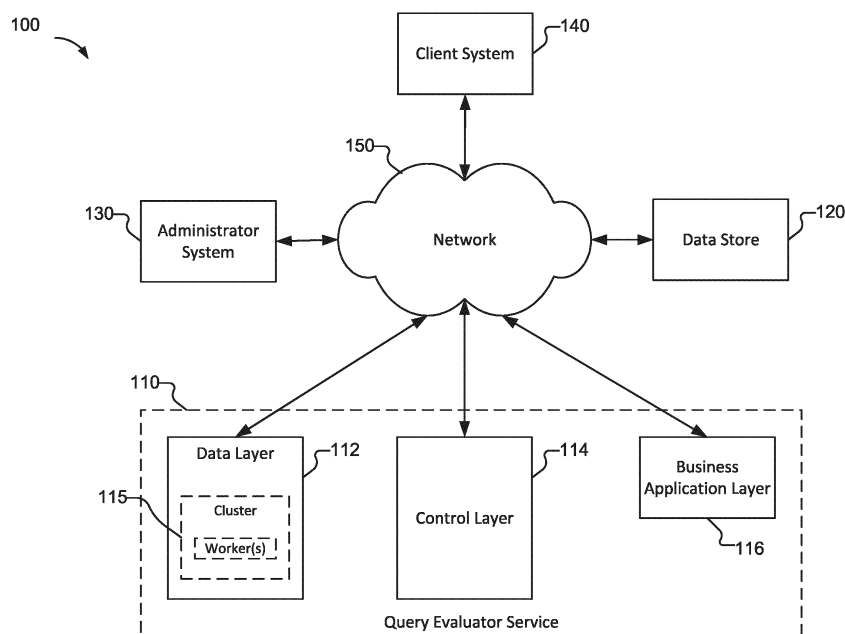 100
Client System
140
150
130
Administrator
System
Network
Data Store
120
110
Data Layer
112
115
Cluster
Worker(s)
Control Layer
114
Business
Application Layer
116
Query Evaluator Service